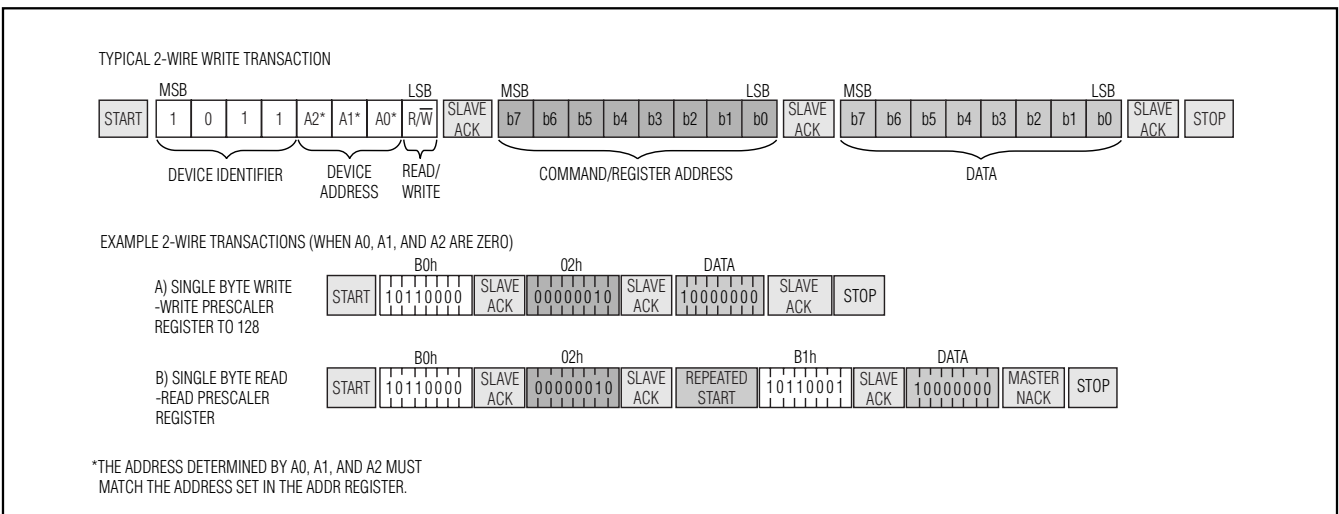 TYPICAL 2-WIRE WRITE TRANSACTION
MSB LSB MSB LSB MSB LSB
START 1 0 1 1 A2* A1* A0* R/W̅ SLAVE ACK b7 b6 b5 b4 b3 b2 b1 b0 SLAVE ACK b7 b6 b5 b4 b3 b2 b1 b0 SLAVE ACK STOP
DEVICE IDENTIFIER DEVICE ADDRESS READ/WRITE COMMAND/REGISTER ADDRESS DATA
EXAMPLE 2-WIRE TRANSACTIONS (WHEN A0, A1, AND A2 ARE ZERO)
B0h 02h DATA
A) SINGLE BYTE WRITE
-WRITE PRESCALER
REGISTER TO 128
START 10110000 SLAVE ACK 00000010 SLAVE ACK 10000000 SLAVE ACK STOP
B0h 02h B1h DATA
B) SINGLE BYTE READ
-READ PRESCALER
REGISTER
START 10110000 SLAVE ACK 00000010 SLAVE ACK REPEATED START 10110001 SLAVE ACK 10000000 MASTER NACK STOP
*THE ADDRESS DETERMINED BY A0, A1, AND A2 MUST
MATCH THE ADDRESS SET IN THE ADDR REGISTER.